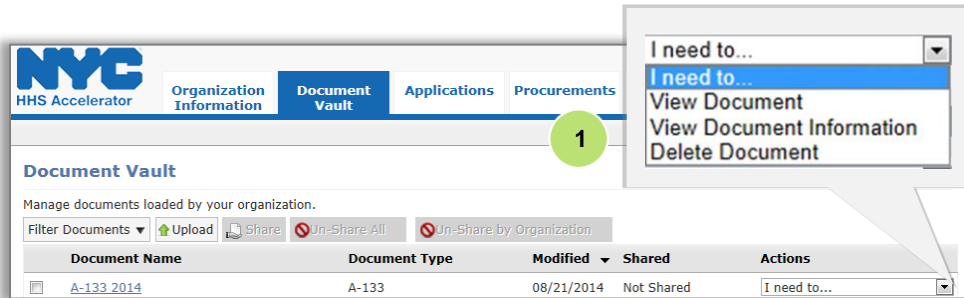 NYC
HHS Accelerator
Organization Information
Document Vault
Applications
Procurements
1
I need to...
I need to...
View Document
View Document Information
Delete Document
Document Vault
Manage documents loaded by your organization.
Filter Documents ▼ Upload Share Un-Share All Un-Share by Organization
Document Name Document Type Modified ▼ Shared Actions
A-133 2014 A-133 08/21/2014 Not Shared I need to...